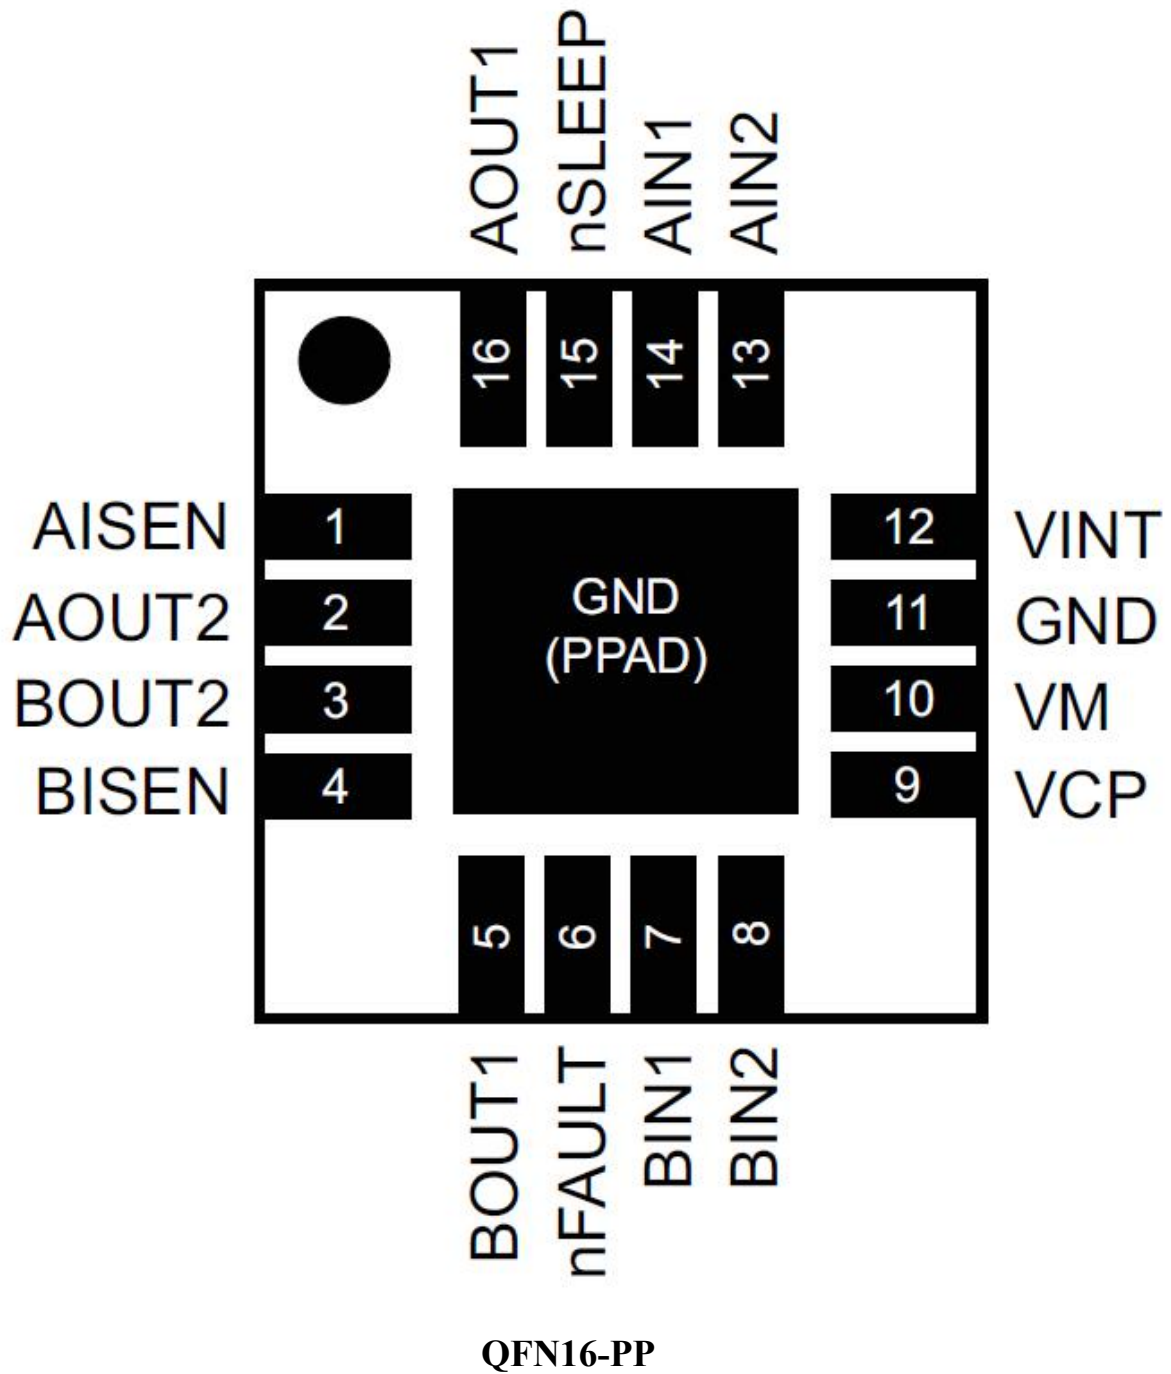 AOUT1
nSLEEP
AIN1
AIN2
16
15
14
13
AISEN 1
AOUT2 2
BOUT2 3
BISEN 4
GND
(PPAD)
12 VINT
11 GND
10 VM
9 VCP
5
6
7
8
BOUT1
nFAULT
BIN1
BIN2
QFN16-PP